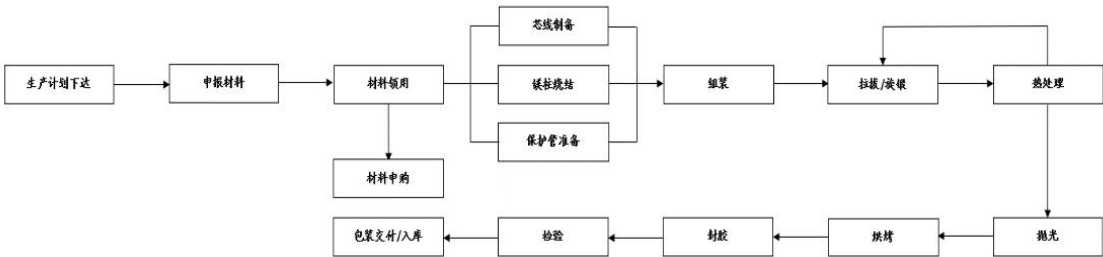 芯线制备
生产计划下达
申报材料
材料领用
镁柱烧结
组装
拉拔/旋锻
热处理
保护管准备
材料申购
包装交付/入库
检验
封胶
烘烤
抛光